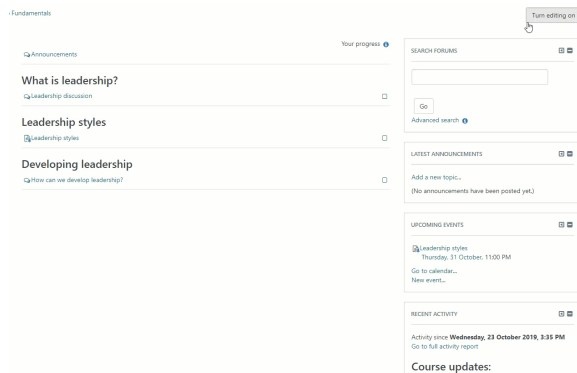 › Fundamentals
Turn editing on
Your progress
Announcements
What is leadership?
Leadership discussion
Leadership styles
Leadership styles
Developing leadership
How can we develop leadership?
SEARCH FORUMS
Go
Advanced search
LATEST ANNOUNCEMENTS
Add a new topic...
(No announcements have been posted yet.)
UPCOMING EVENTS
Leadership styles
Thursday, 31 October, 11:00 PM
Go to calendar...
New event...
RECENT ACTIVITY
Activity since Wednesday, 23 October 2019, 3:35 PM
Go to full activity report
Course updates: